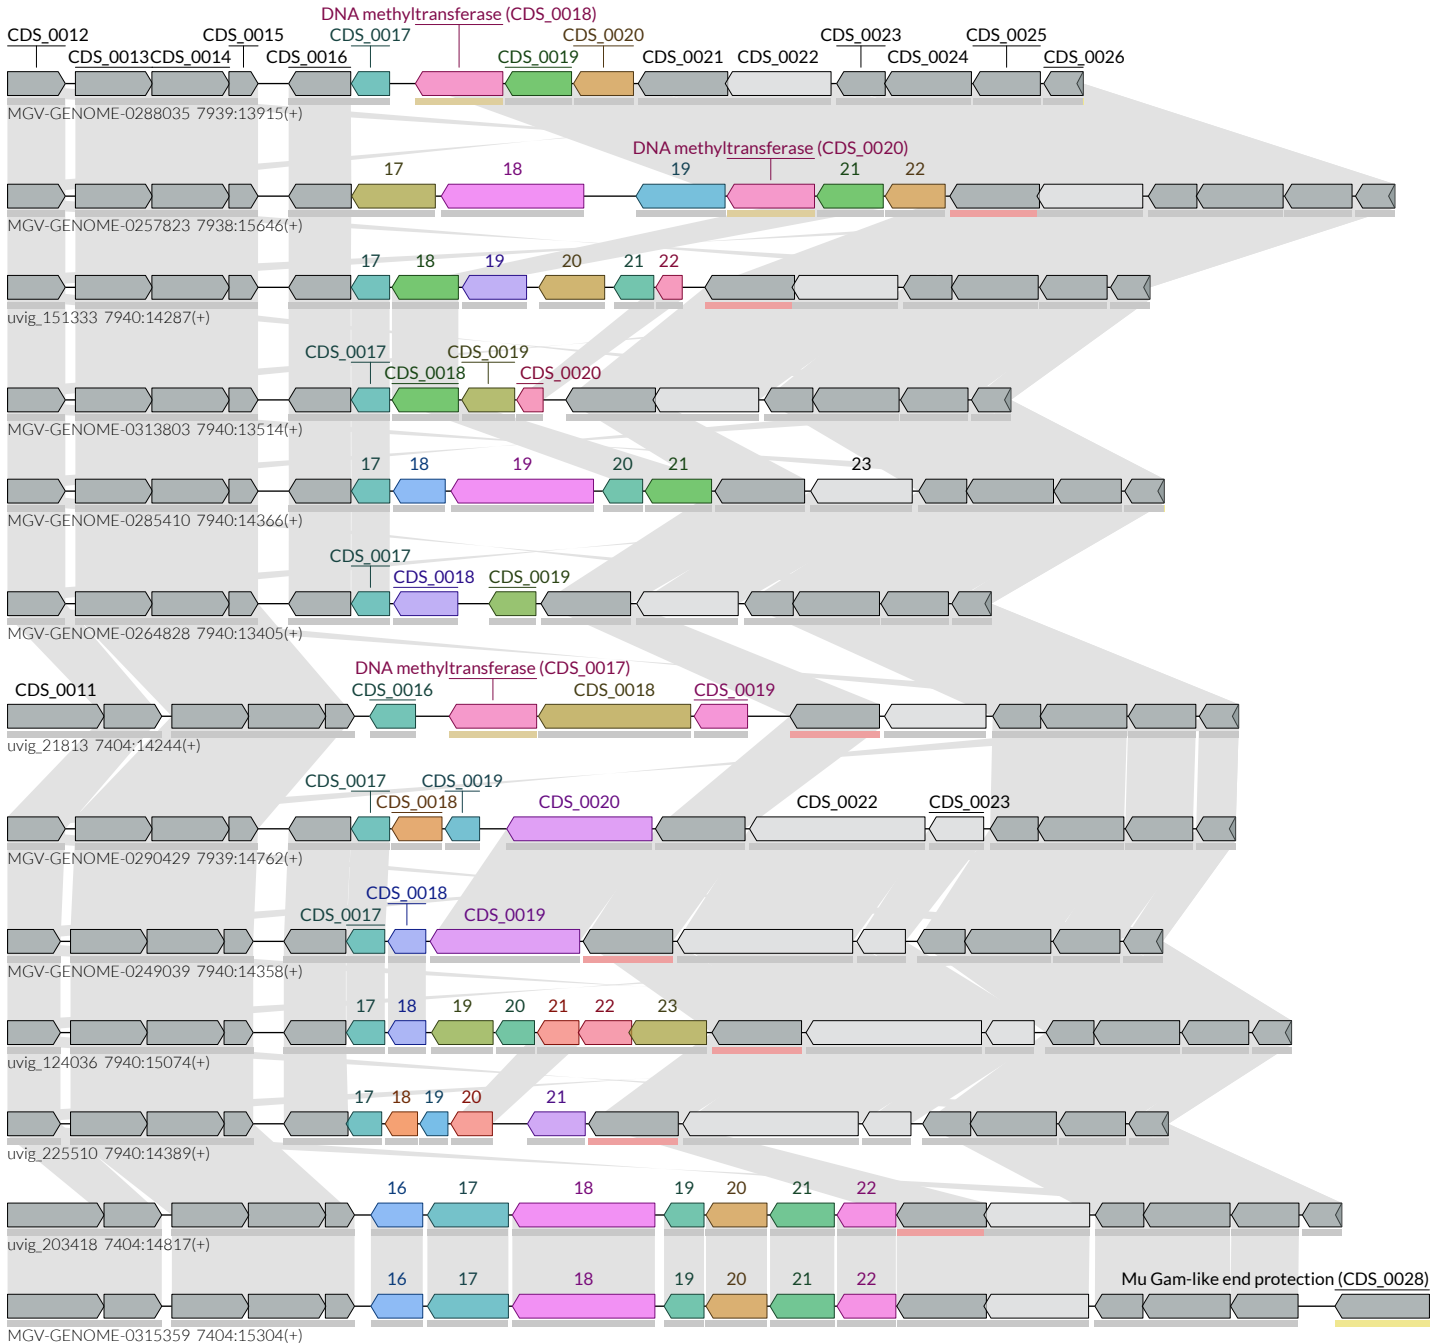 DNA methyltransferase (CDS_0018)
CDS_0012 CDS_0015 CDS_0017 CDS_0020 CDS_0023 CDS_0025
CDS_0013 CDS_0014 CDS_0016 CDS_0019 CDS_0021 CDS_0022 CDS_0024 CDS_0026
MGV-GENOME-0288035 7939:13915(+)
DNA methyltransferase (CDS_0020)
17 18 19 21 22
MGV-GENOME-0257823 7938:15646(+)
17 18 19 20 21 22
uvig_151333 7940:14287(+)
CDS_0017 CDS_0019
CDS_0018 CDS_0020
MGV-GENOME-0313803 7940:13514(+)
17 18 19 20 21 23
MGV-GENOME-0285410 7940:14366(+)
CDS_0017
CDS_0018 CDS_0019
MGV-GENOME-0264828 7940:13405(+)
DNA methyltransferase (CDS_0017)
CDS_0011 CDS_0016 CDS_0018 CDS_0019
uvig_21813 7404:14244(+)
CDS_0017 CDS_0019
CDS_0018 CDS_0020 CDS_0022 CDS_0023
MGV-GENOME-0290429 7939:14762(+)
CDS_0018
CDS_0017 CDS_0019
MGV-GENOME-0249039 7940:14358(+)
17 18 19 20 21 22 23
uvig_124036 7940:15074(+)
17 18 19 20 21
uvig_225510 7940:14389(+)
16 17 18 19 20 21 22
uvig_203418 7404:14817(+)
16 17 18 19 20 21 22 Mu Gam-like end protection (CDS_0028)
MGV-GENOME-0315359 7404:15304(+)